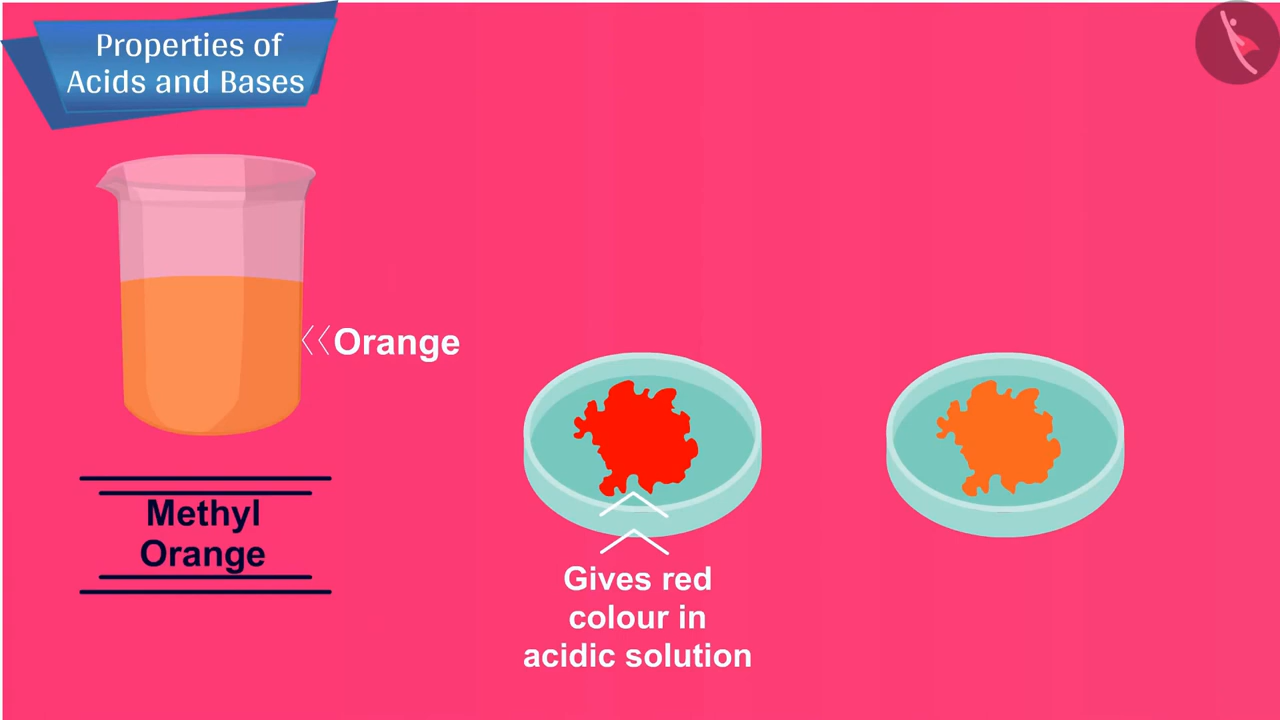 Properties of
Acids and Bases
Orange
Methyl
Orange
Gives red
colour in
acidic solution